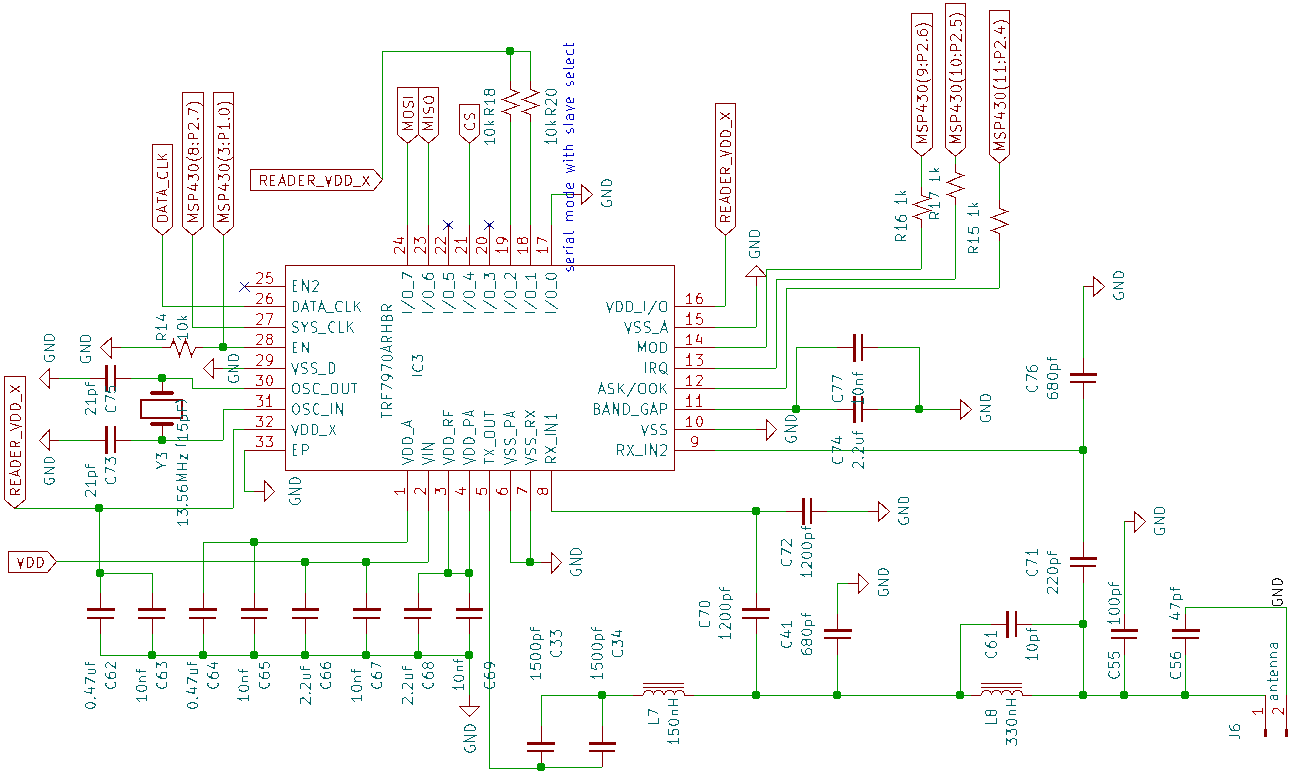 MSP430(9:P2.6)
MSP430(10:P2.5)
MSP430(11:P2.4)
serial mode with slave select
MOSI
MISO
CS
10k
R18
10k
R20
DATA_CLK
MSP430(8:P2.7)
MSP430(3:P1.0)
READER_VDD_X
READER_VDD_X
GND
GND
R16 1k
R17 1k
R15 1k
24
23
22
21
20
19
18
17
I/O_7
I/O_6
I/O_5
I/O_4
I/O_3
I/O_2
I/O_1
I/O_0
25 EN2
26 DATA_CLK
27 SYS_CLK
28 EN
29 VSS_D
30 OSC_OUT
31 OSC_IN
32 VDD_X
33 EP
TRF7970ARHBR
IC3
VDD_I/O 16
VSS_A 15
MOD 14
IRQ 13
ASK/OOK 12
BAND_GAP 11
VSS 10
RX_IN2 9
VDD_A
VIN
VDD_RF
VDD_PA
TX_OUT
VSS_PA
VSS_RX
RX_IN1
1
2
3
4
5
6
7
8
R14
10k
GND
GND
GND
GND
READER_VDD_X
21pf
C75
21pf
C73
Y3
13.56MHz (15pF)
GND
C77
10nf
C74
2.2uf
GND
GND
C76
680pf
GND
C72
1200pf
GND
C71
220pf
GND
VDD
GND
C70
1200pf
C41
680pf
GND
C61
10pf
C55
100pf
C56
47pf
GND
0.47uf
C62
10nf
C63
0.47uf
C64
10nf
C65
2.2uf
C66
10nf
C67
2.2uf
C68
10nf
C69
GND
1500pf
C33
1500pf
C34
L7
150nH
L8
330nH
J6
1
2
antenna